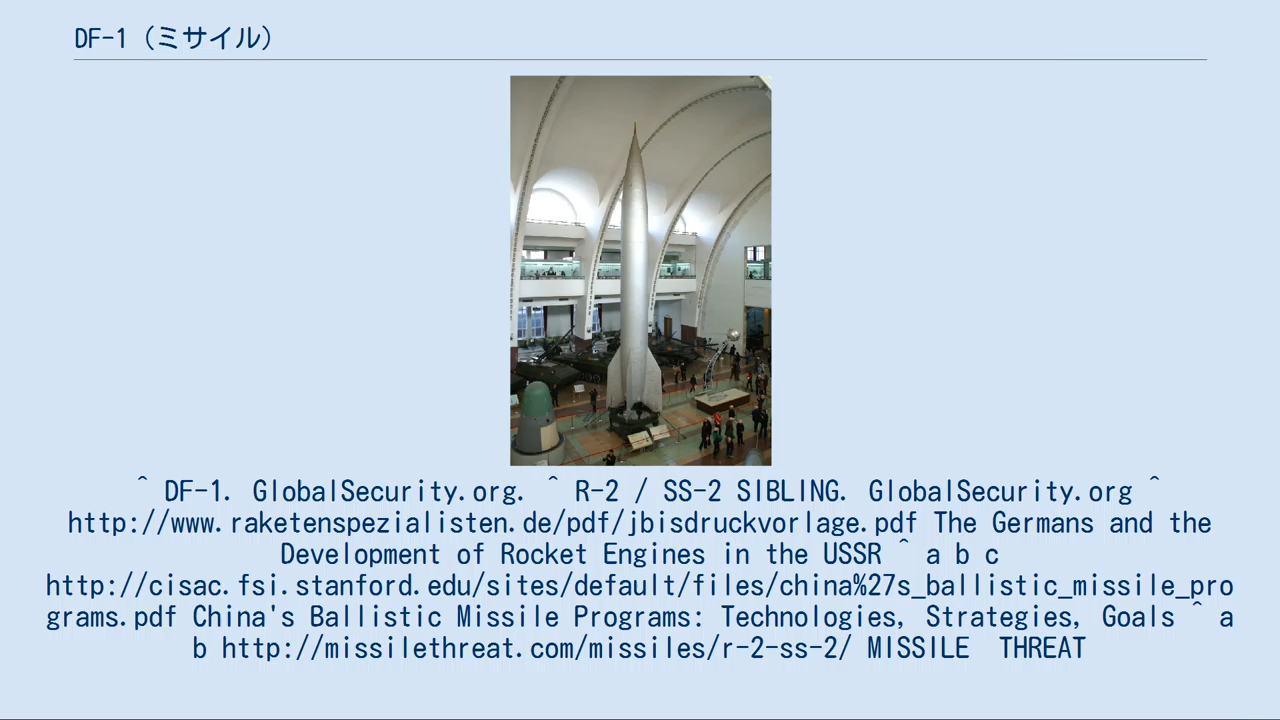 DF-1（ミサイル）
^ DF-1. GlobalSecurity.org. ^ R-2 / SS-2 SIBLING. GlobalSecurity.org ^
http://www.raketenspezialisten.de/pdf/jbisdruckvorlage.pdf The Germans and the
Development of Rocket Engines in the USSR ^ a b c
http://cisac.fsi.stanford.edu/sites/default/files/china%27s_ballistic_missile_pro
grams.pdf China's Ballistic Missile Programs: Technologies, Strategies, Goals ^ a
b http://missilethreat.com/missiles/r-2-ss-2/ MISSILE　THREAT